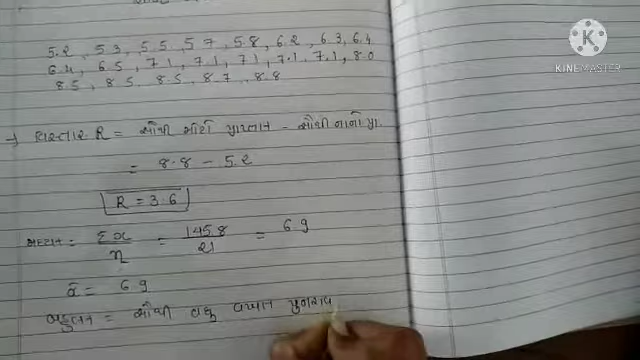 KINEMASTER
5.2, 5.3, 5.5, 5.7, 5.8, 6.2, 6.3, 6.4
6.4, 6.5, 7.1, 7.1, 7.1, 7.1, 7.1, 8.0
8.5, 8.5, 8.5, 8.7, 8.8
→ વિસ્તાર R = સૌથી મોટી પ્રાપ્તાંક - સૌથી નાનો પ્રા.
= 8.8 - 5.2
R = 3.6
મધ્યક = Σx / n = 145.8 / 21 = 6.9
x̄ = 6.9
બહુલક = સૌથી વધુ વખત પુનરાવ